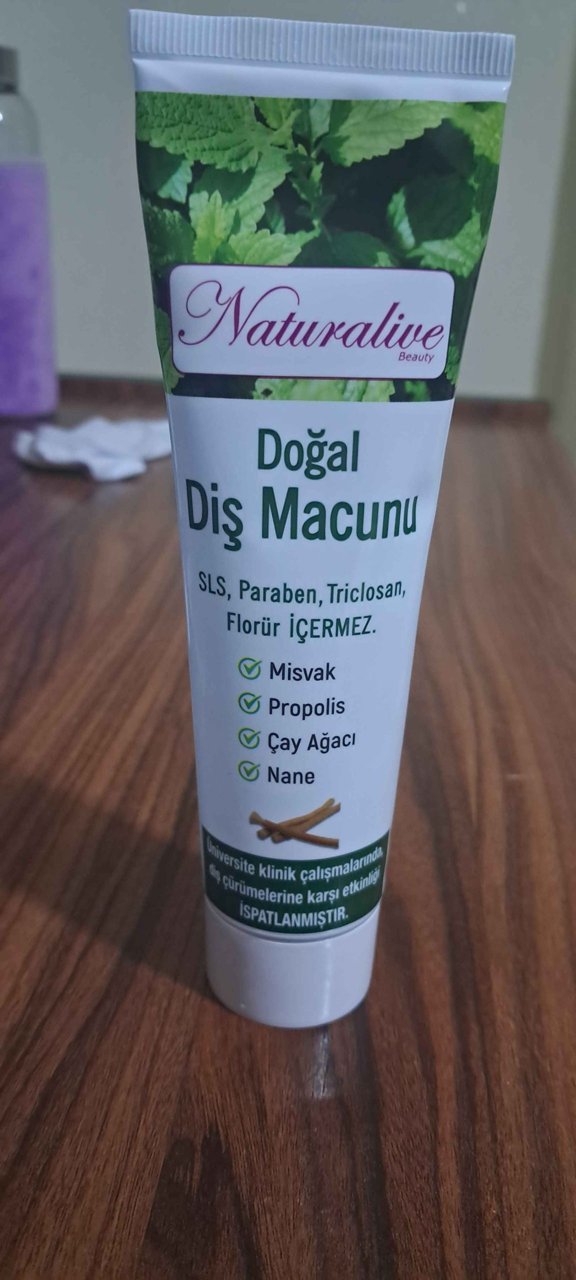 Naturalive
Beauty
Doğal
Diş Macunu
SLS, Paraben, Triclosan,
Florür İÇERMEZ.
Misvak
Propolis
Çay Ağacı
Nane
Üniversite klinik çalışmalarında,
diş çürümelerine karşı etkinliği
İSPATLANMIŞTIR.